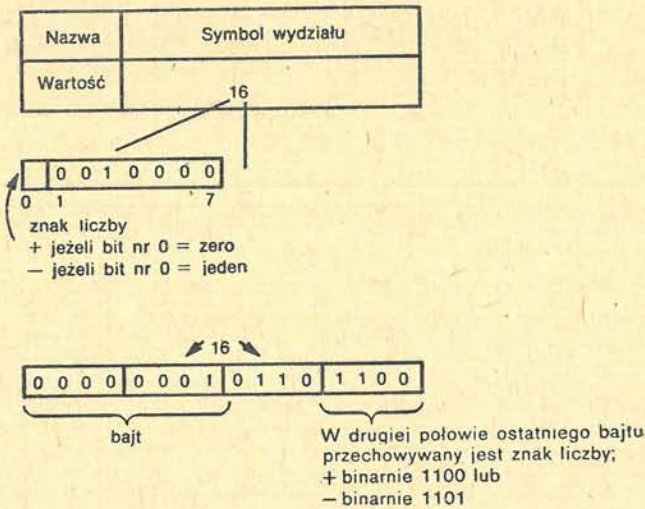 Nazwa Symbol wydziału
Wartość
16
0 0 1 0 0 0 0
0 1 7
znak liczby
+ jeżeli bit nr 0 = zero
— jeżeli bit nr 0 = jeden
16
0 0 0 0 0 0 0 1 0 1 1 0 1 1 0 0
bajt
W drugiej połowie ostatniego bajtu
przechowywany jest znak liczby;
+ binarnie 1100 lub
— binarnie 1101